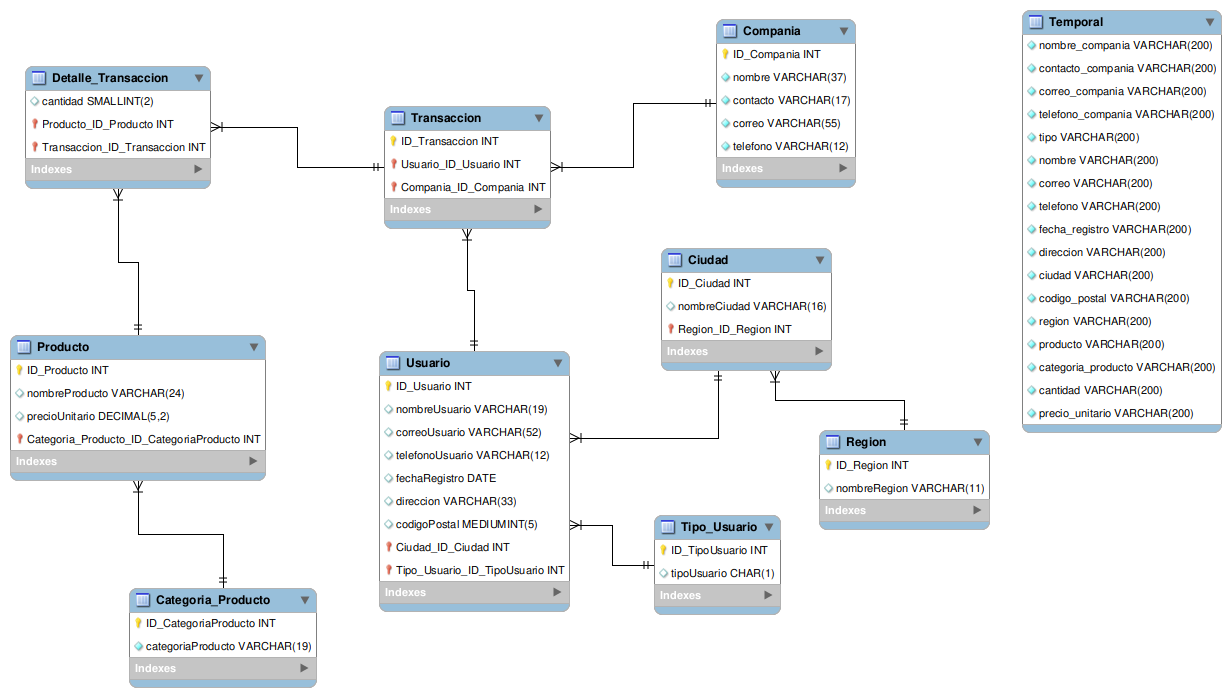 Detalle_Transaccion
cantidad SMALLINT(2)
Producto_ID_Producto INT
Transaccion_ID_Transaccion INT
Indexes
Transaccion
ID_Transaccion INT
Usuario_ID_Usuario INT
Compania_ID_Compania INT
Indexes
Compania
ID_Compania INT
nombre VARCHAR(37)
contacto VARCHAR(17)
correo VARCHAR(55)
telefono VARCHAR(12)
Indexes
Temporal
nombre_compania VARCHAR(200)
contacto_compania VARCHAR(200)
correo_compania VARCHAR(200)
telefono_compania VARCHAR(200)
tipo VARCHAR(200)
nombre VARCHAR(200)
correo VARCHAR(200)
telefono VARCHAR(200)
fecha_registro VARCHAR(200)
direccion VARCHAR(200)
ciudad VARCHAR(200)
codigo_postal VARCHAR(200)
region VARCHAR(200)
producto VARCHAR(200)
categoria_producto VARCHAR(200)
cantidad VARCHAR(200)
precio_unitario VARCHAR(200)
Producto
ID_Producto INT
nombreProducto VARCHAR(24)
precioUnitario DECIMAL(5,2)
Categoria_Producto_ID_CategoriaProducto INT
Indexes
Usuario
ID_Usuario INT
nombreUsuario VARCHAR(19)
correoUsuario VARCHAR(52)
telefonoUsuario VARCHAR(12)
fechaRegistro DATE
direccion VARCHAR(33)
codigoPostal MEDIUMINT(5)
Ciudad_ID_Ciudad INT
Tipo_Usuario_ID_TipoUsuario INT
Indexes
Ciudad
ID_Ciudad INT
nombreCiudad VARCHAR(16)
Region_ID_Region INT
Indexes
Region
ID_Region INT
nombreRegion VARCHAR(11)
Indexes
Tipo_Usuario
ID_TipoUsuario INT
tipoUsuario CHAR(1)
Indexes
Categoria_Producto
ID_CategoriaProducto INT
categoriaProducto VARCHAR(19)
Indexes